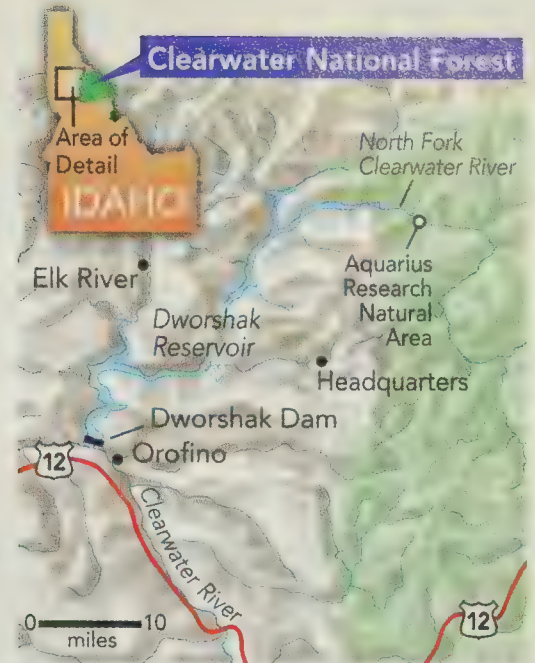 Clearwater National Forest
Area of
Detail
IDAHO
North Fork
Clearwater River
Elk River
Aquarius
Research
Natural
Area
Dworshak
Reservoir
Headquarters
Dworshak Dam
12
Orofino
Clearwater River
0 10
miles
12